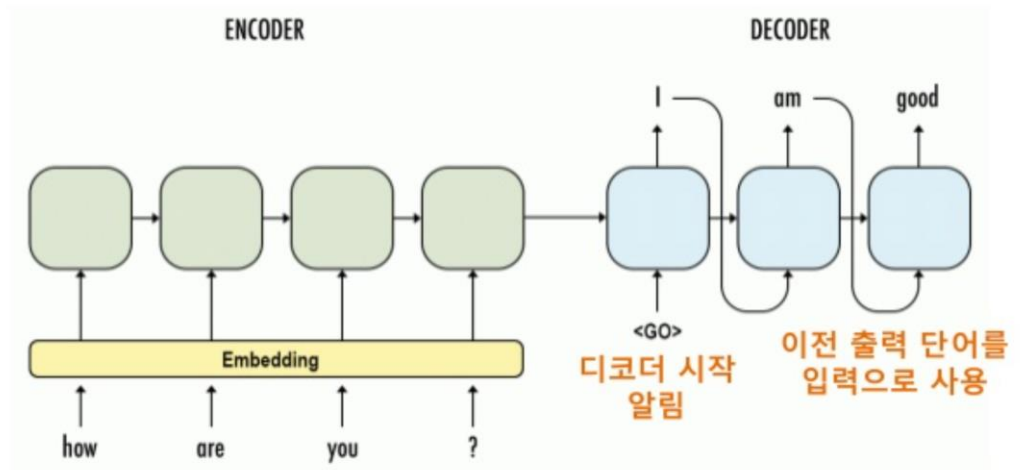 ENCODER
DECODER
I
am
good
<GO>
Embedding
디코더 시작
알림
이전 출력 단어를
입력으로 사용
how
are
you
?